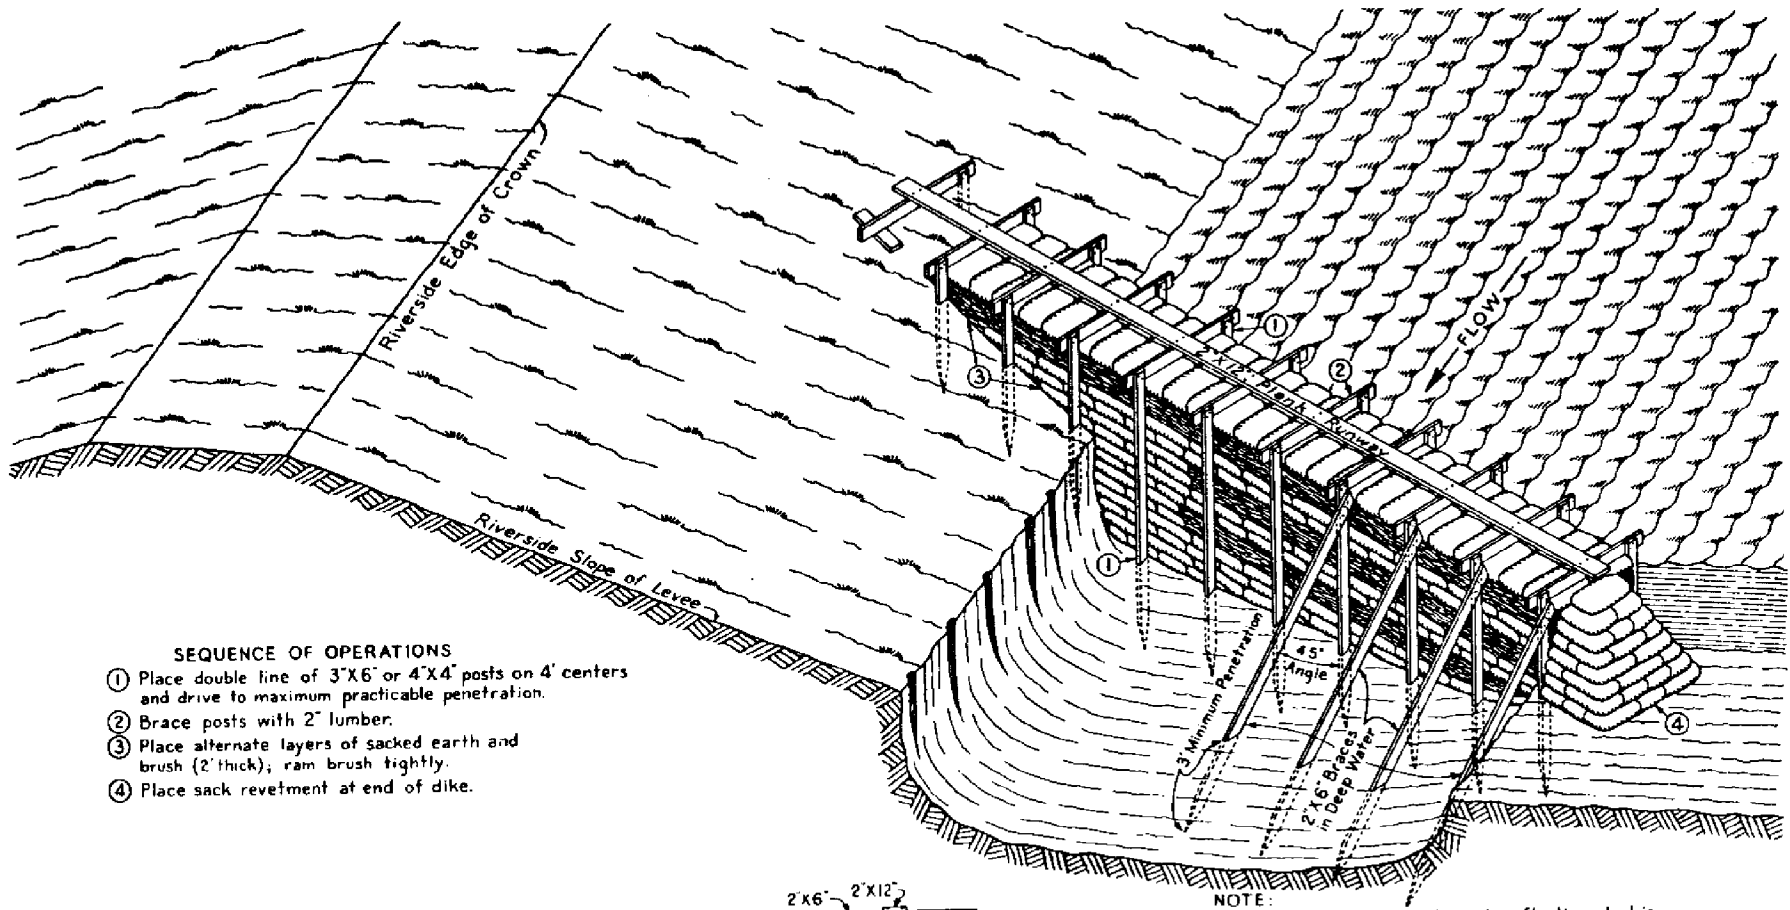 Riverside Edge of Crown
FLOW
①
②
2"X12" Plank Runway
③
①
Riverside Slope of Levee
3' Minimum Penetration
45°
Angle
2"X6" Braces
in Deep Water
④
SEQUENCE OF OPERATIONS
① Place double line of 3"X6" or 4"X4" posts on 4' centers
and drive to maximum practicable penetration.
② Brace posts with 2" lumber.
③ Place alternate layers of sacked earth and
brush (2' thick); ram brush tightly.
④ Place sack revetment at end of dike.
2"X6" 2"X12"
NOTE: